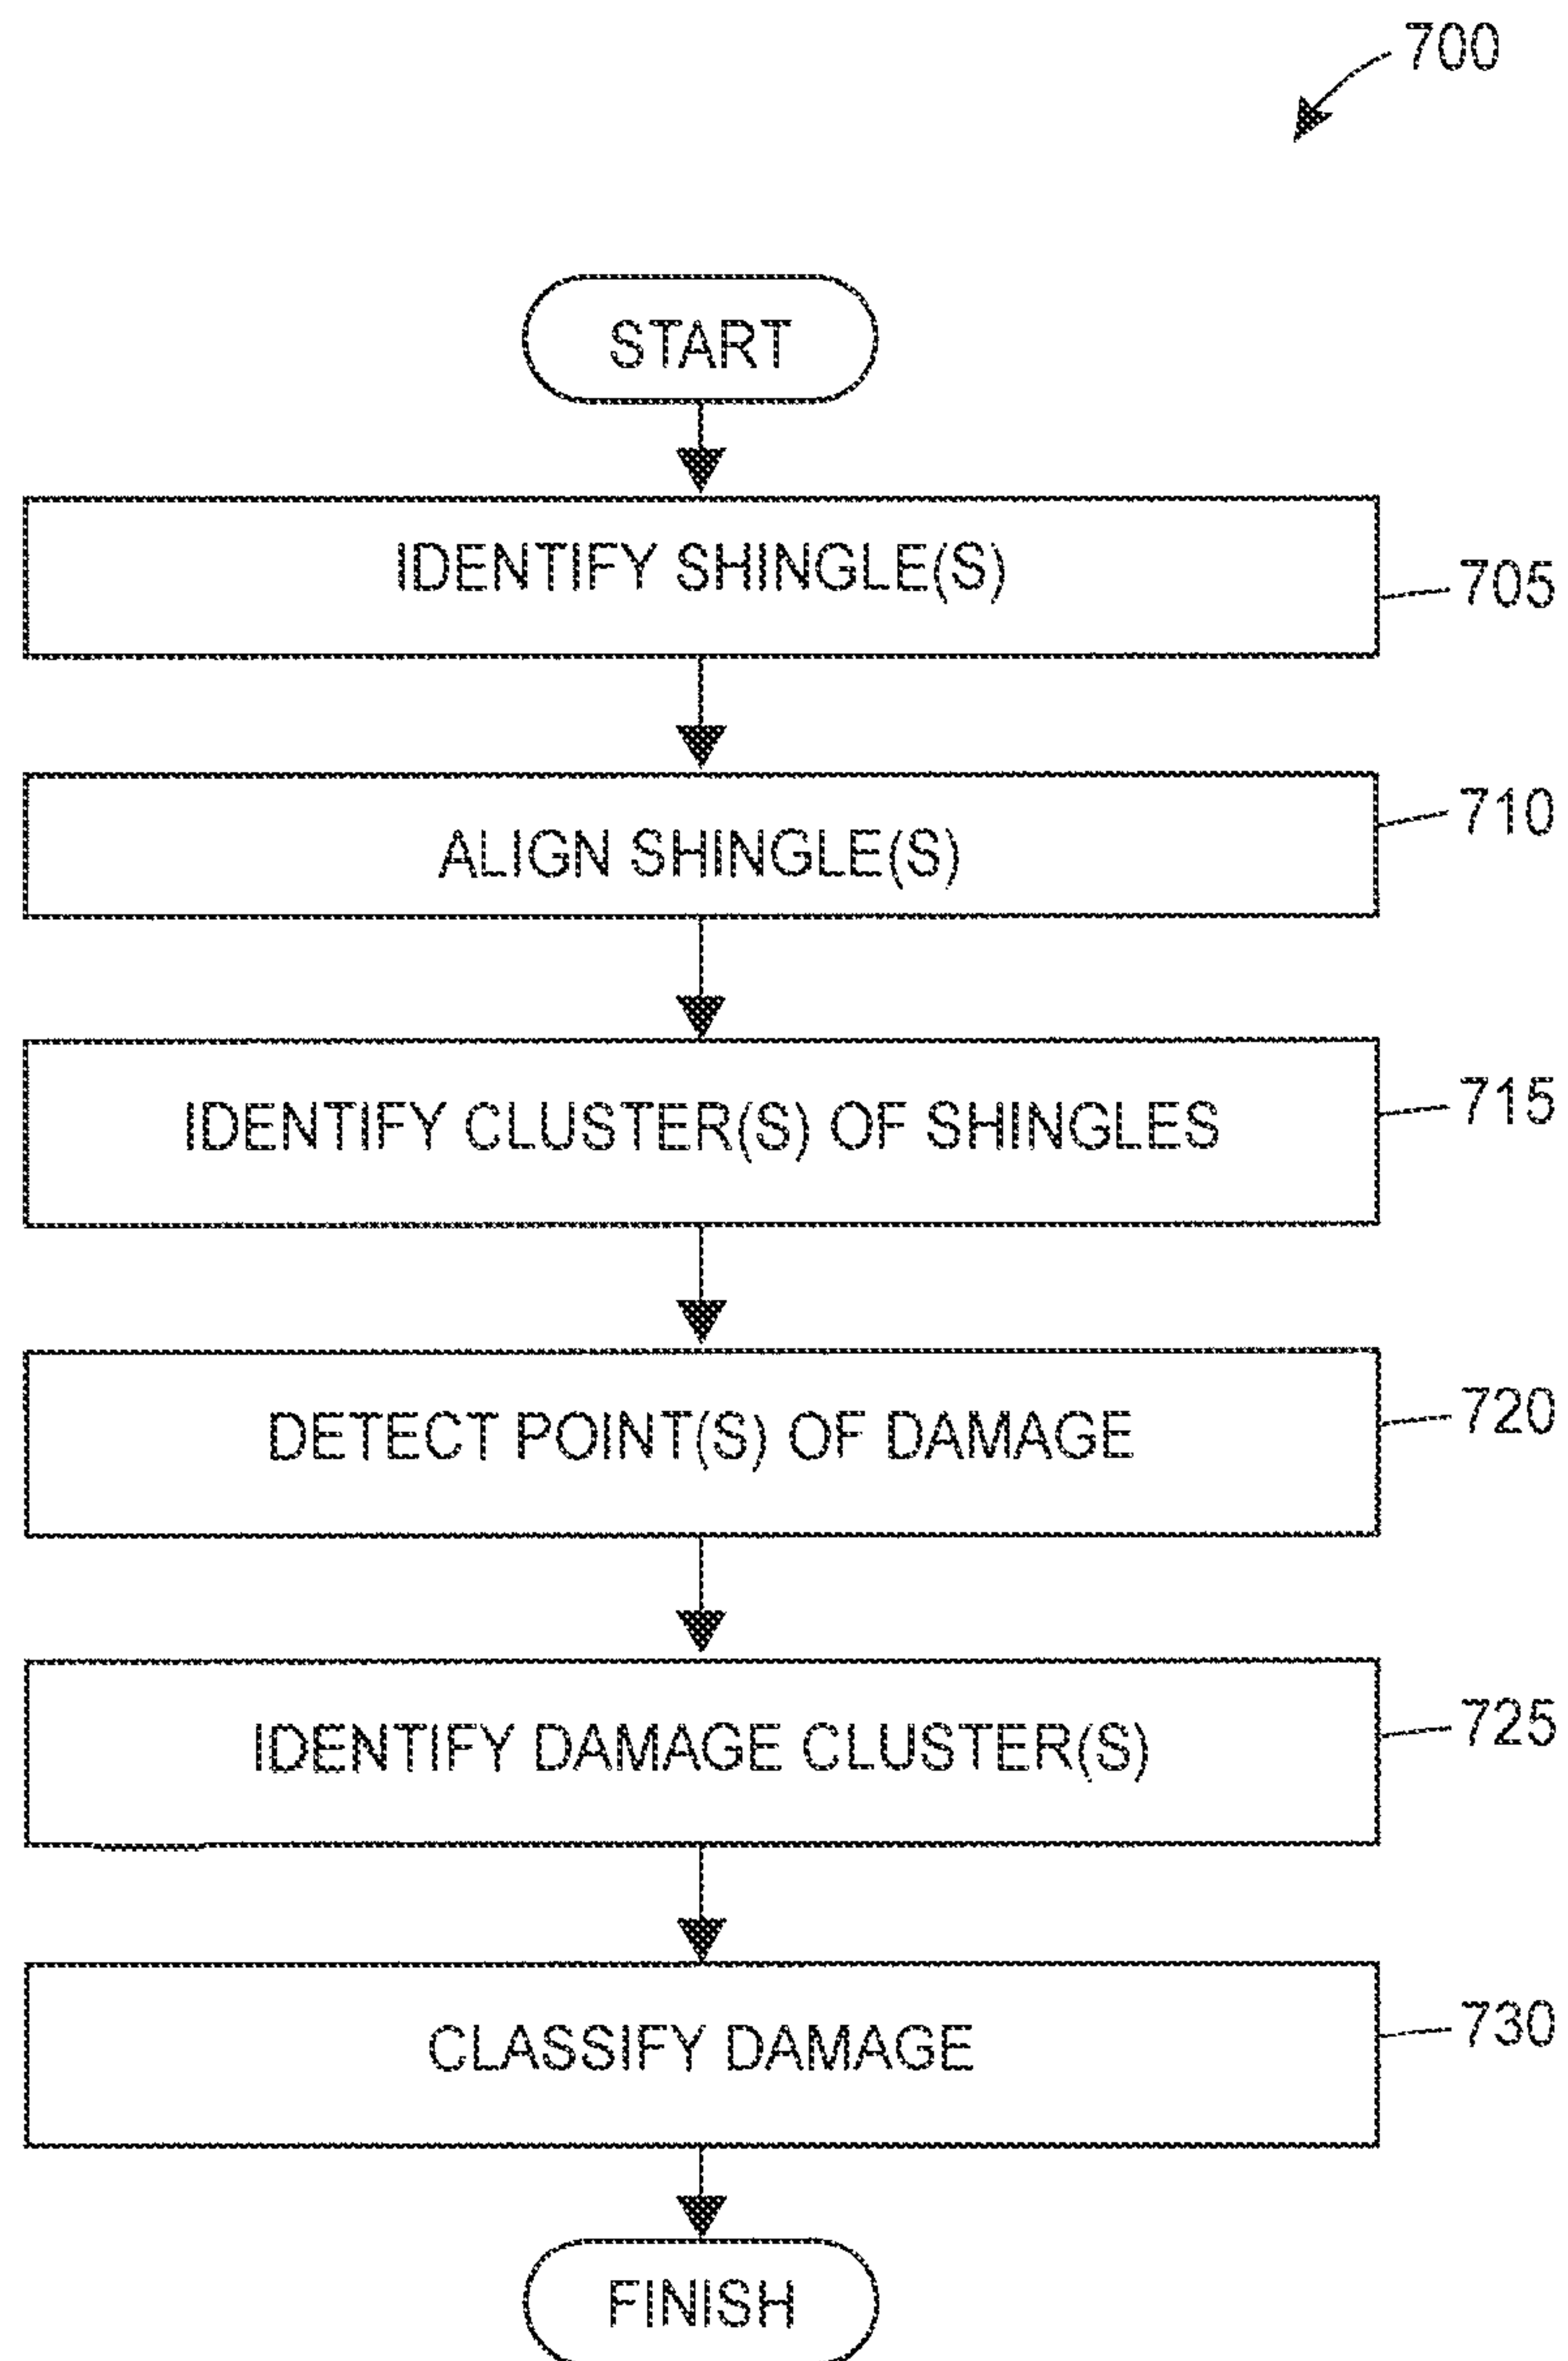 700
START
IDENTIFY SHINGLE(S)
705
ALIGN SHINGLE(S)
710
IDENTIFY CLUSTER(S) OF SHINGLES
715
DETECT POINT(S) OF DAMAGE
720
IDENTIFY DAMAGE CLUSTER(S)
725
CLASSIFY DAMAGE
730
FINISH